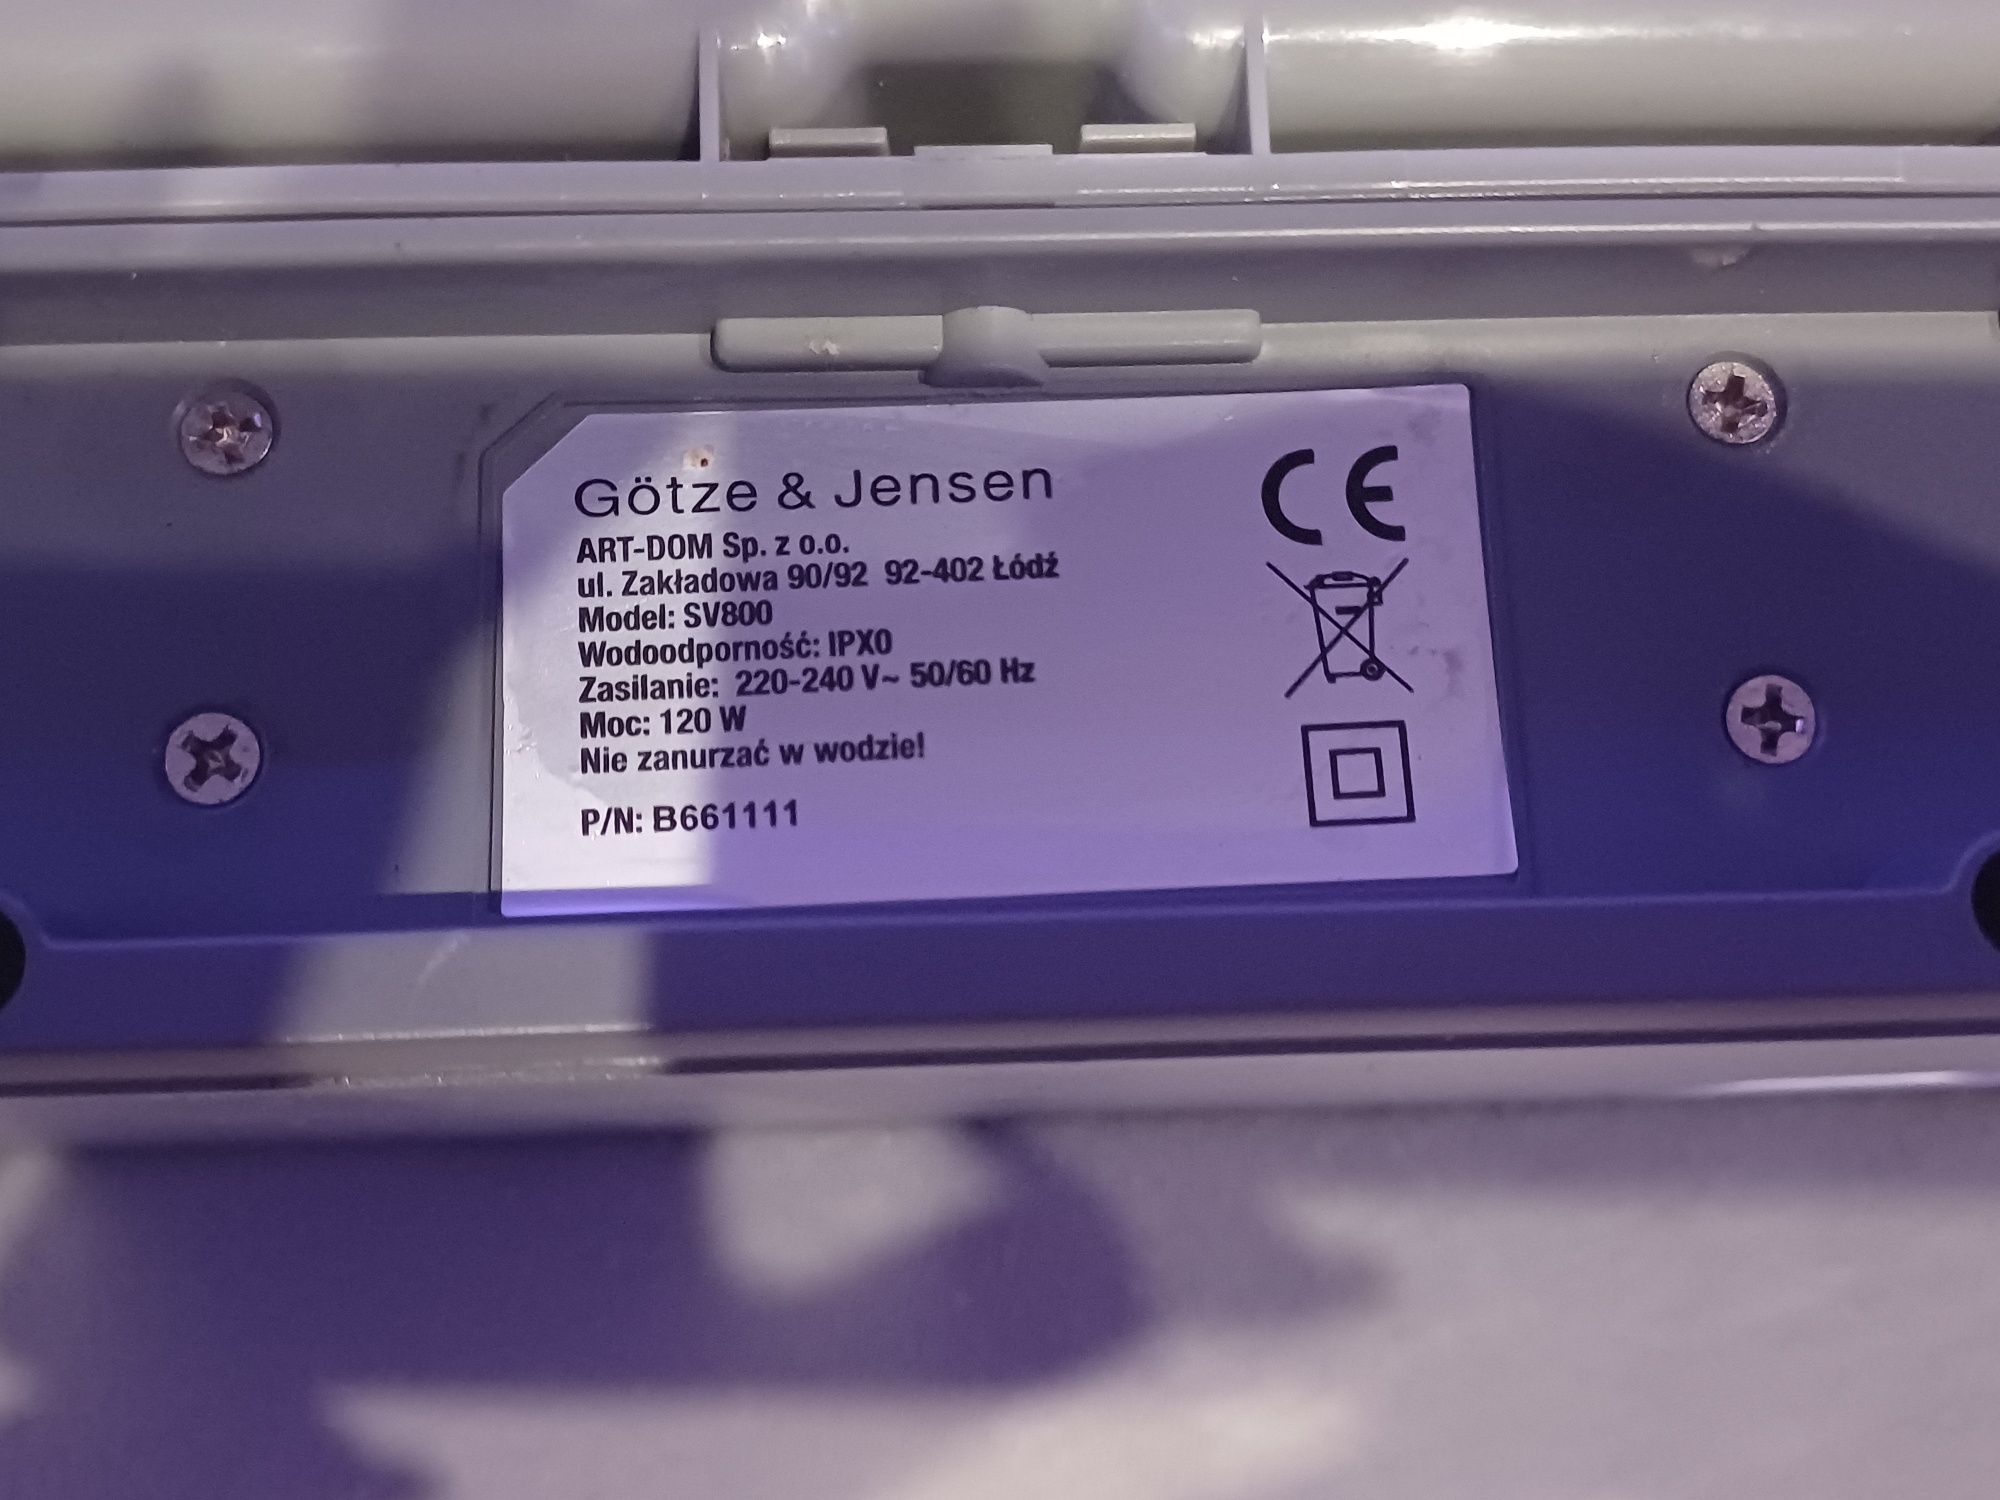 Götze & Jensen
ART-DOM Sp. z o.o.
ul. Zakładowa 90/92 92-402 Łódź
Model: SV800
Wodoodporność: IPX0
Zasilanie: 220-240 V~ 50/60 Hz
Moc: 120 W
Nie zanurzać w wodzie!
P/N: B661111
CE